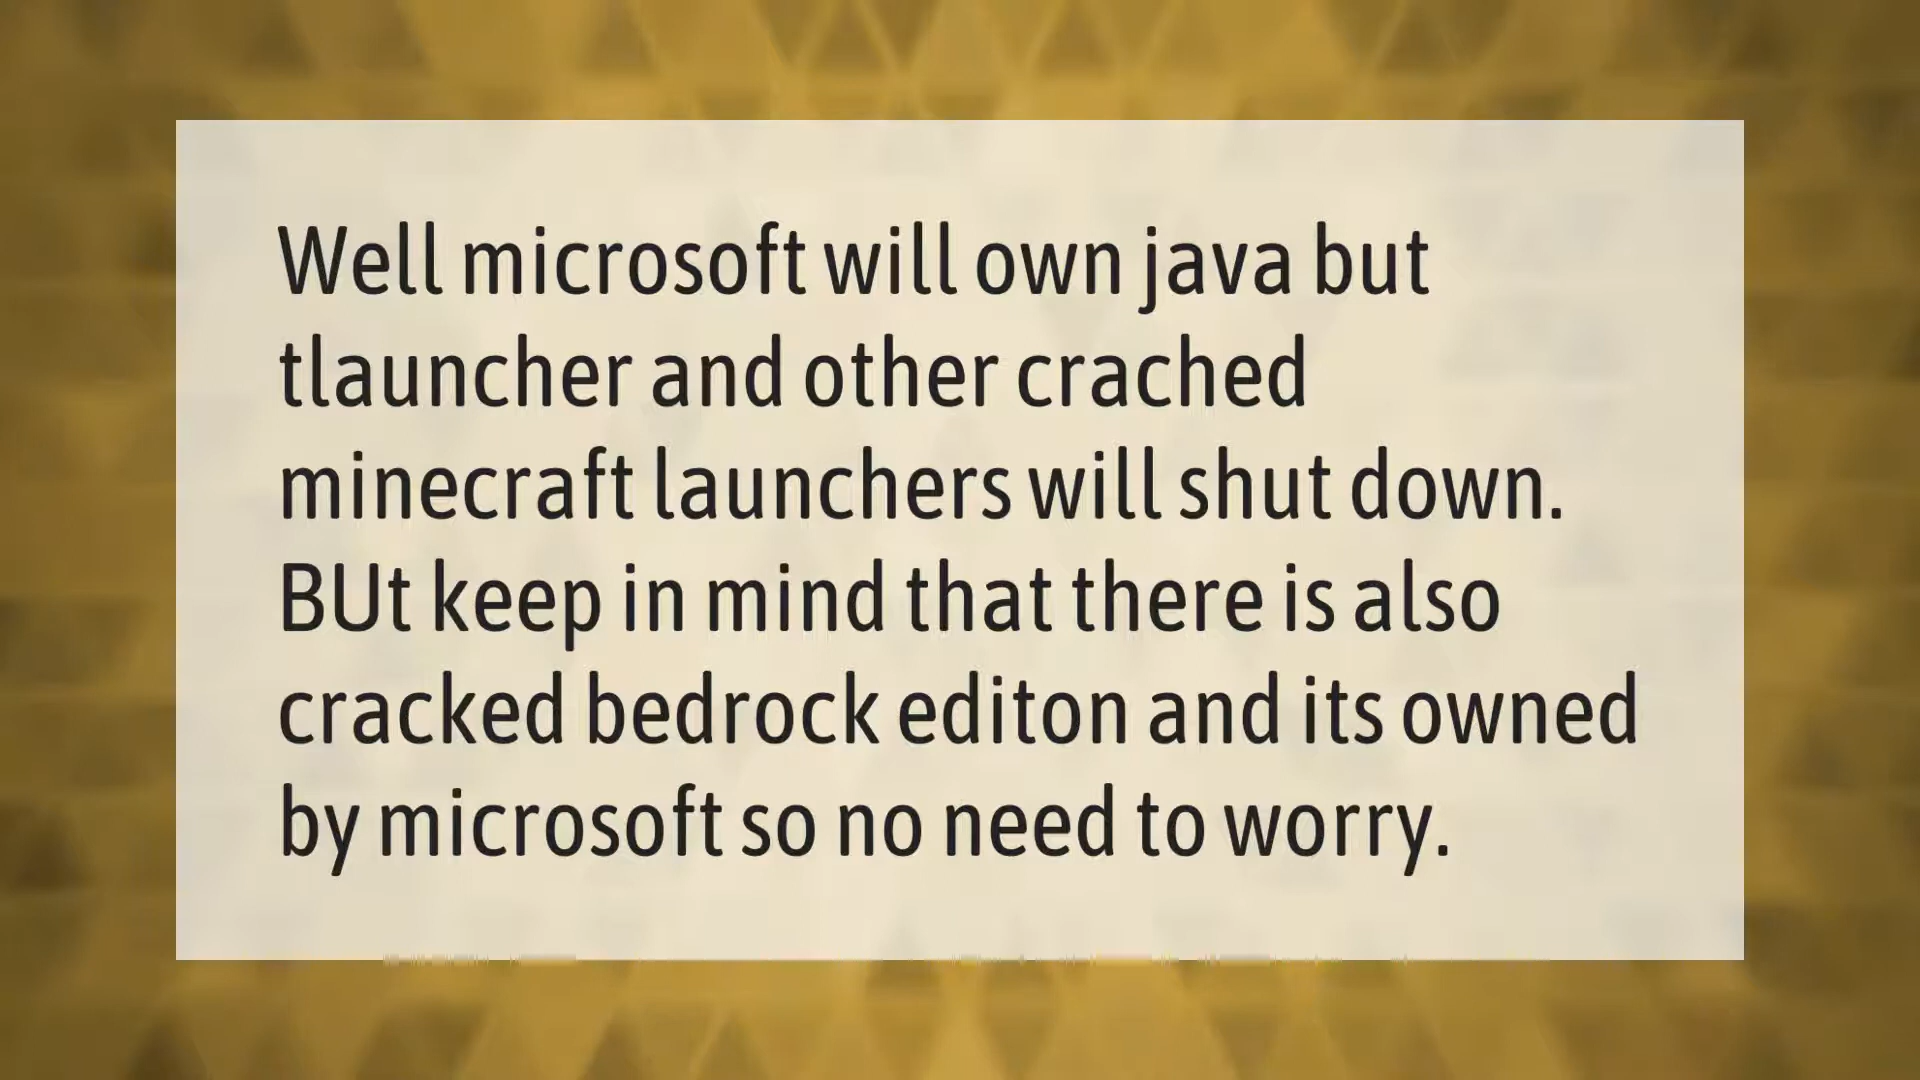 Well microsoft will own java but
tlauncher and other crached
minecraft launchers will shut down.
BUt keep in mind that there is also
cracked bedrock editon and its owned
by microsoft so no need to worry.